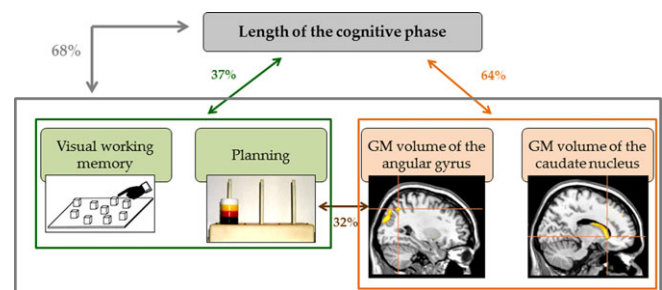 Length of the cognitive phase
68%
37%
64%
Visual working
memory
Planning
GM volume of the
angular gyrus
GM volume of the
caudate nucleus
32%